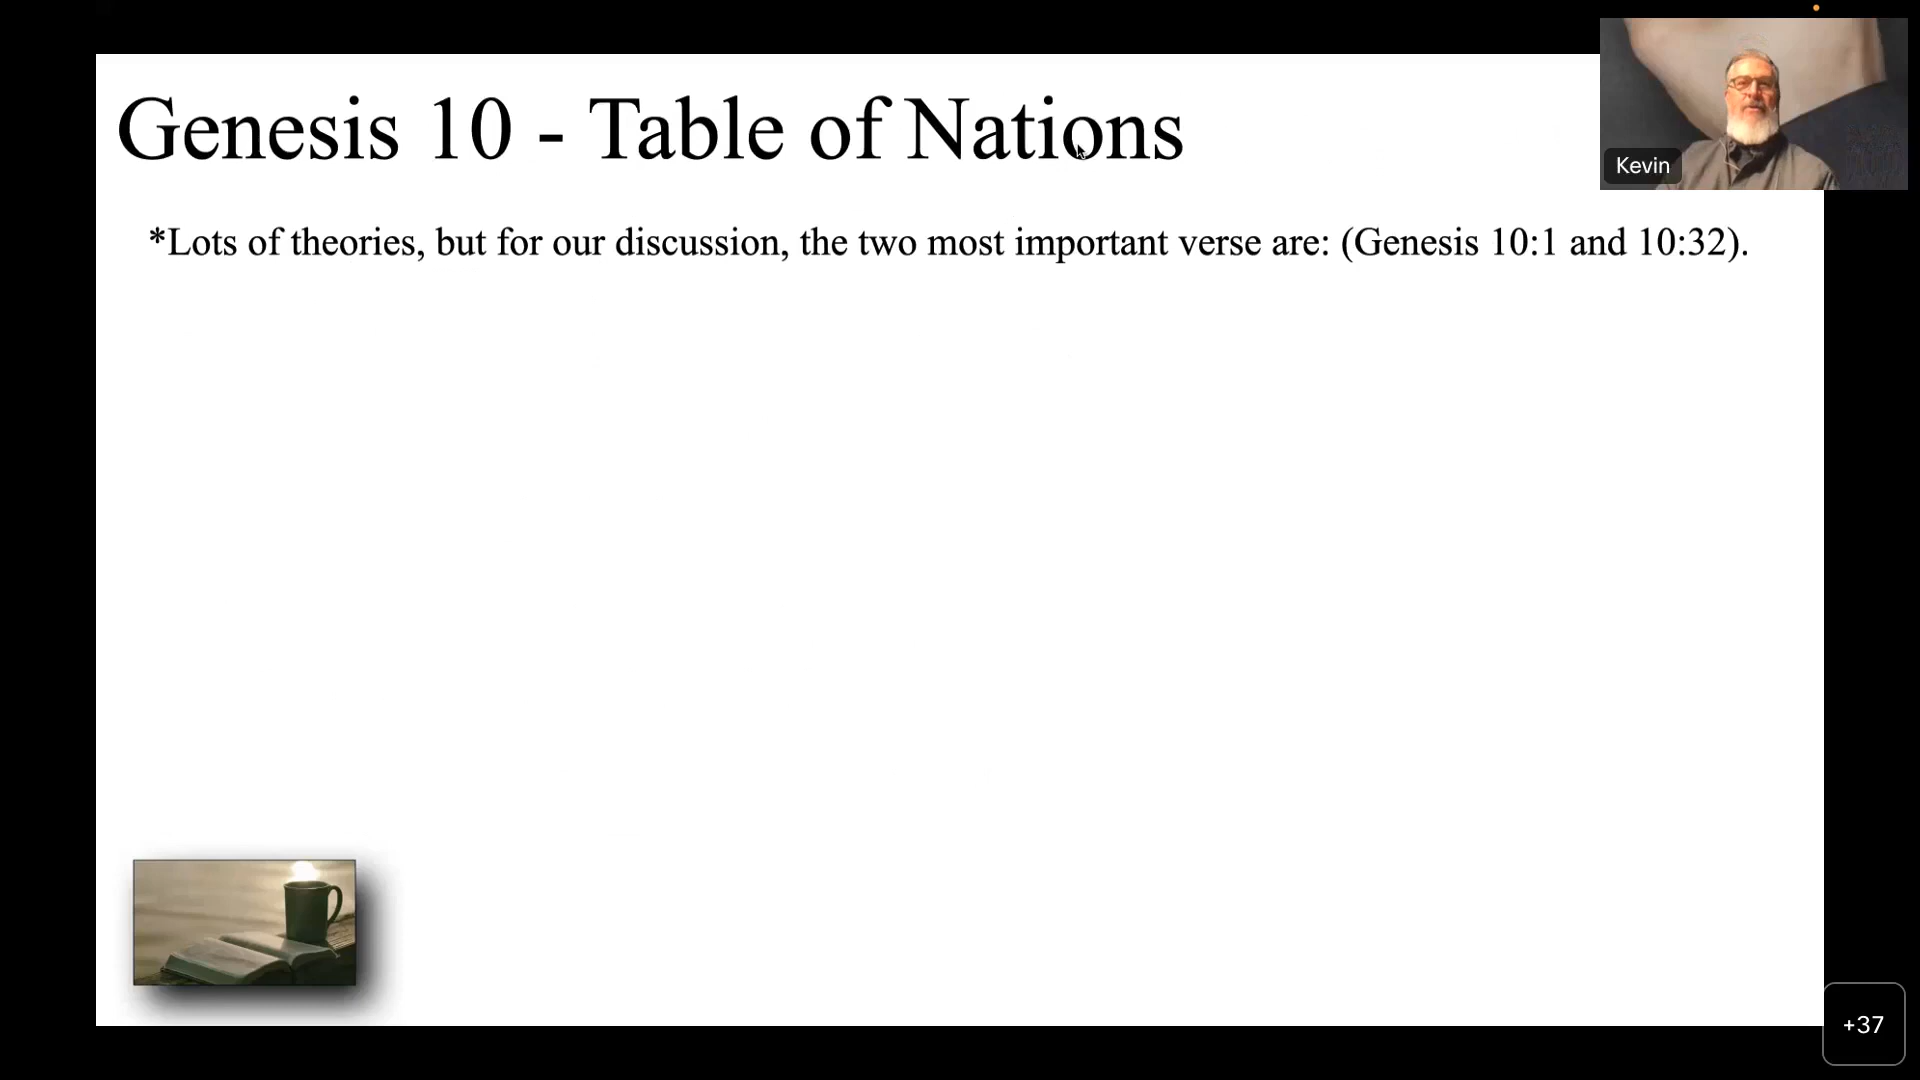 Genesis 10 - Table of Nations
Kevin
*Lots of theories, but for our discussion, the two most important verse are: (Genesis 10:1 and 10:32).
+37